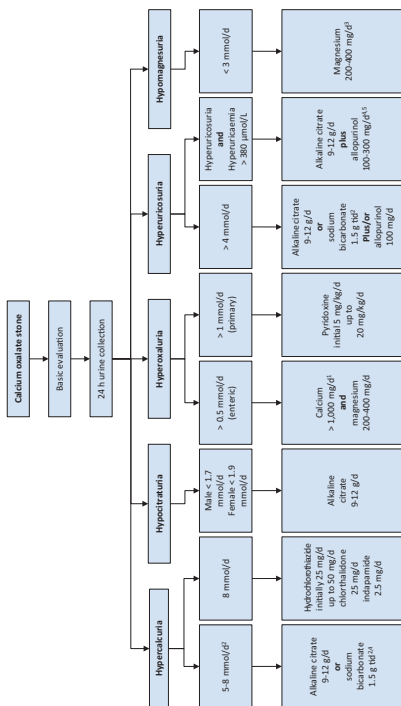 Calcium oxalate stone
Basic evaluation
24 h urine collection
Hypercalcuria
Hypocitraturia
Hyperoxaluria
Hyperuricosuria
Hypomagnesuria
5-8 mmol/d²
8 mmol/d
Male < 1.7
mmol/d
Female < 1.9
mmol/d
> 0.5 mmol/d
(enteric)
> 1 mmol/d
(primary)
> 4 mmol/d
Hyperuricosuria
and
Hyperuricaemia
> 380 µmol/L
< 3 mmol/d
Alkaline citrate
9-12 g/d
or
sodium
bicarbonate
1.5 g tid²,⁴
Hydrochlorothiazide
initially 25 mg/d
up to 50 mg/d
chlorthalidone
25 mg/d
indapamide
2.5 mg/d
Alkaline
citrate
9-12 g/d
Calcium
> 1,000 mg/d¹
and
magnesium
200-400 mg/d
Pyridoxine
initial 5 mg/kg/d
up to
20 mg/kg/d
Alkaline citrate
9-12 g/d
or
sodium
bicarbonate
1.5 g tid²
Plus/or
allopurinol
100 mg/d
Alkaline citrate
9-12 g/d
plus
allopurinol
100-300 mg/d⁴,⁵
Magnesium
200-400 mg/d³